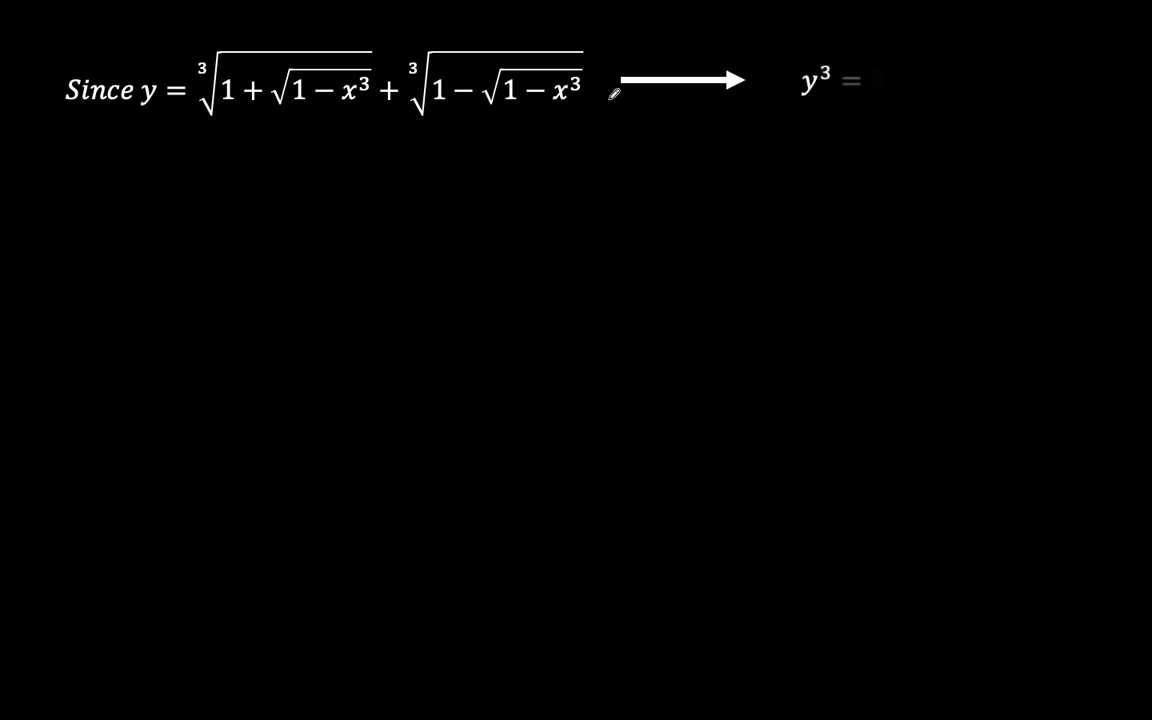 Since y = ∛(1 + √(1 − x³)) + ∛(1 − √(1 − x³)) ⟶ y³ =